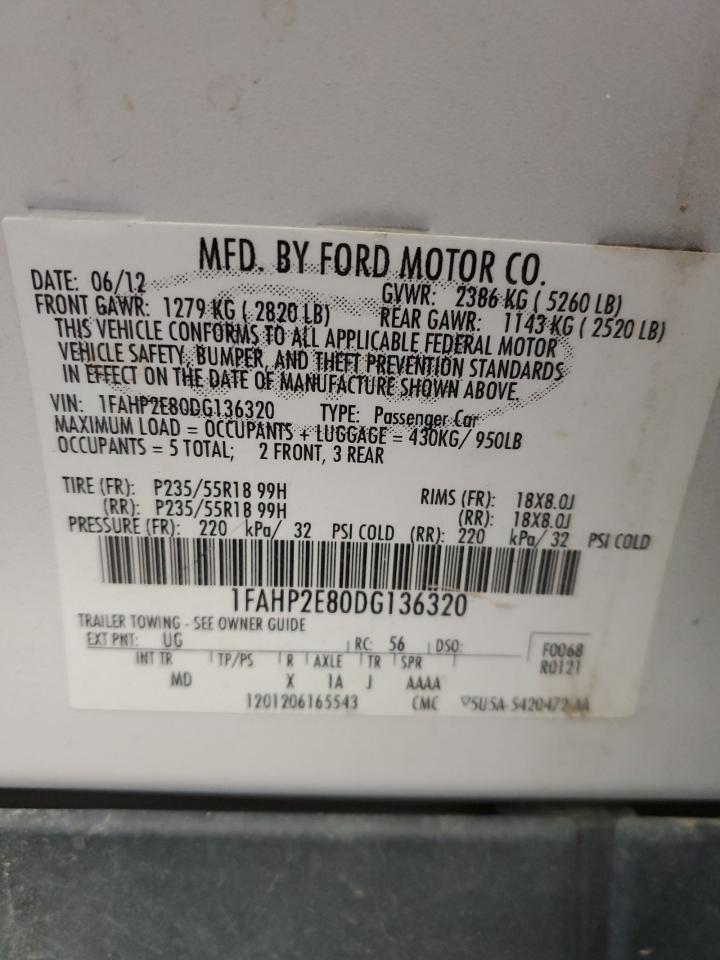 MFD. BY FORD MOTOR CO.
DATE: 06/12 GVWR: 2386 KG ( 5260 LB)
FRONT GAWR: 1279 KG ( 2820 LB) REAR GAWR: 1143 KG ( 2520 LB)
THIS VEHICLE CONFORMS TO ALL APPLICABLE FEDERAL MOTOR
VEHICLE SAFETY, BUMPER, AND THEFT PREVENTION STANDARDS
IN EFFECT ON THE DATE OF MANUFACTURE SHOWN ABOVE.
VIN: 1FAHP2E80DG136320 TYPE: Passenger Car
MAXIMUM LOAD = OCCUPANTS + LUGGAGE = 430KG/ 950LB
OCCUPANTS = 5 TOTAL; 2 FRONT, 3 REAR
TIRE (FR): P235/55R18 99H RIMS (FR): 18X8.0J
(RR): P235/55R18 99H (RR): 18X8.0J
PRESSURE (FR): 220 kPa/ 32 PSI COLD (RR): 220 kPa/ 32 PSI COLD
1FAHP2E80DG136320
TRAILER TOWING - SEE OWNER GUIDE
EXT PNT: UG RC: 56 DSO: F0068
INT TR TP/PS R AXLE TR SPR R0121
MD X 1A J AAAA
1201206165543 CMC 5U5A-5420472-AA